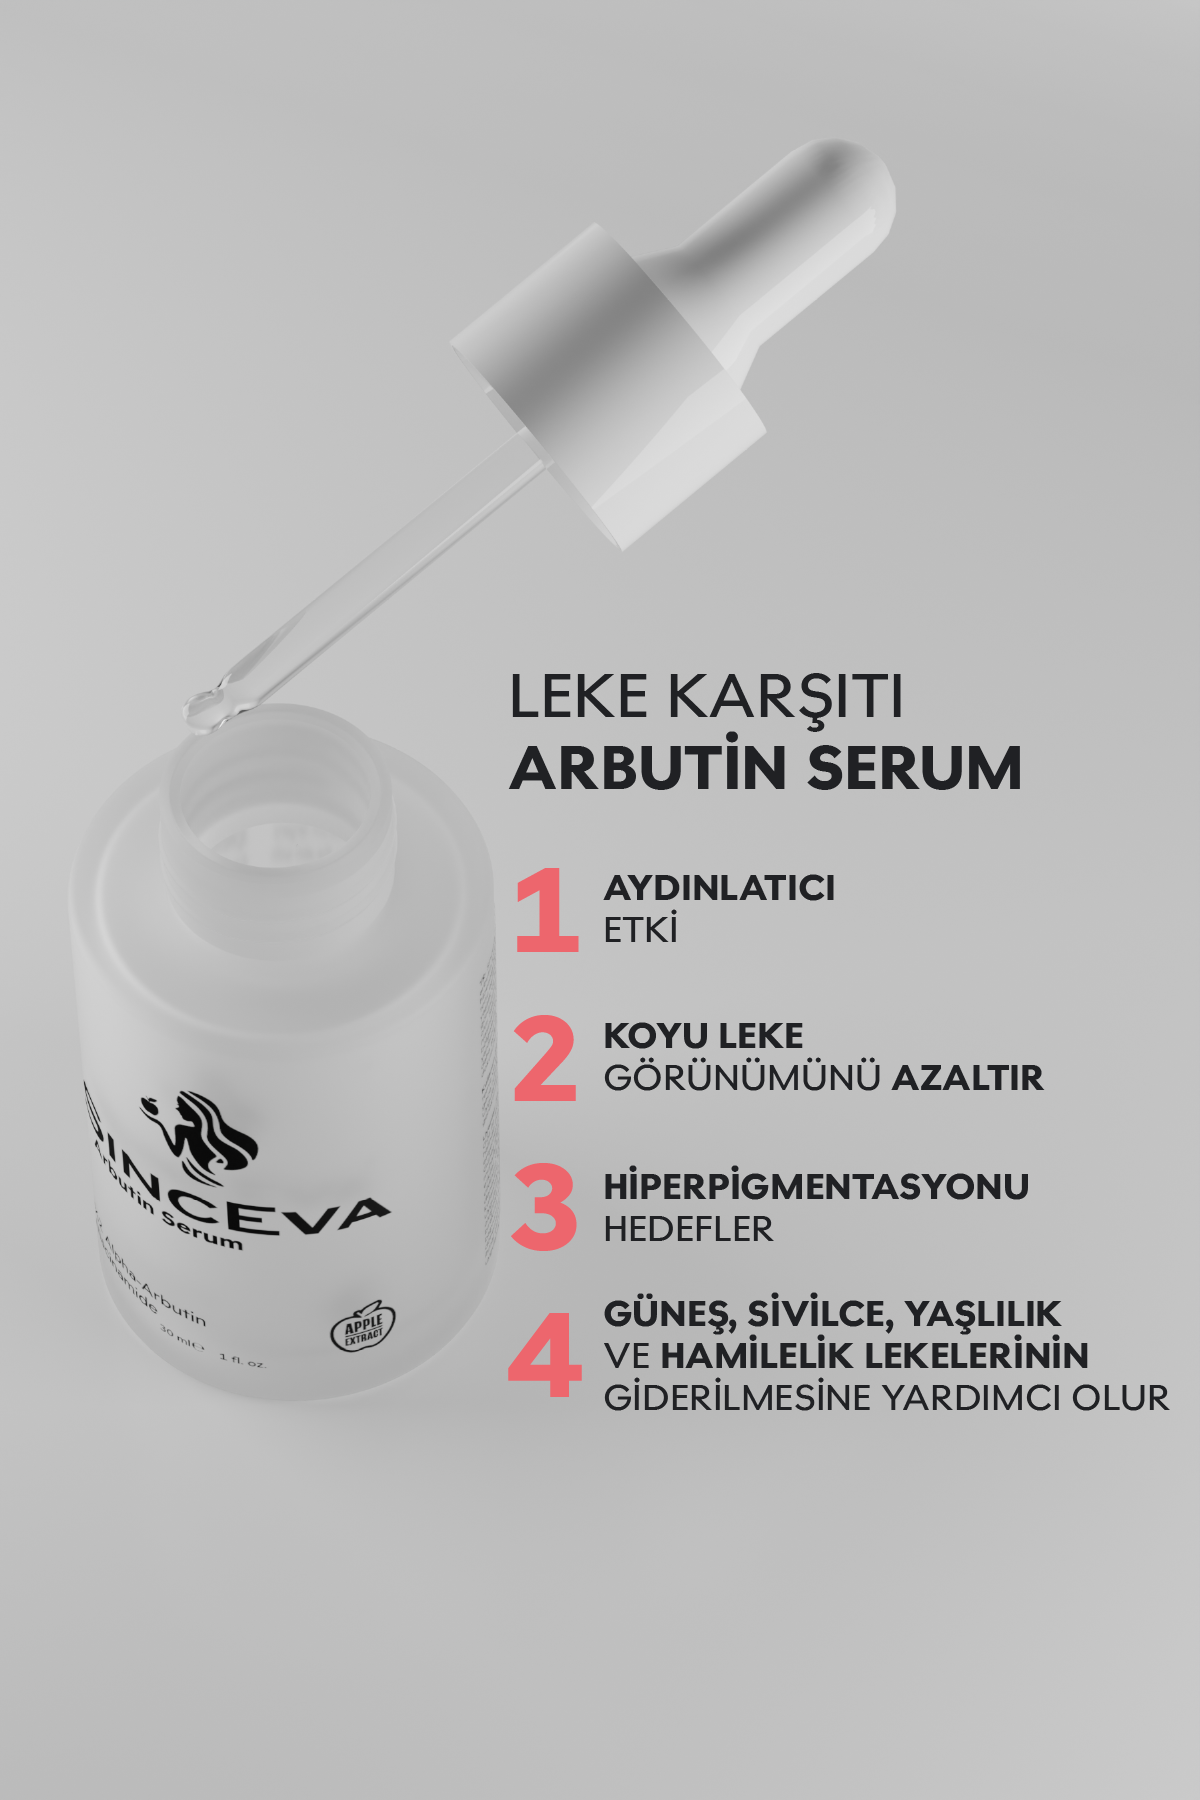 LEKE KARŞITI
ARBUTİN SERUM
1 AYDINLATICI
ETKİ
2 KOYU LEKE
GÖRÜNÜMÜNÜ AZALTIR
3 HİPERPİGMENTASYONU
HEDEFLER
4 GÜNEŞ, SİVİLCE, YAŞLILIK
VE HAMİLELİK LEKELERİNİN
GİDERİLMESİNE YARDIMCI OLUR
SINCEVA
Arbutin Serum
Alpha-Arbutin
30 ml℮ 1 fl. oz.
APPLE
EXTRACT